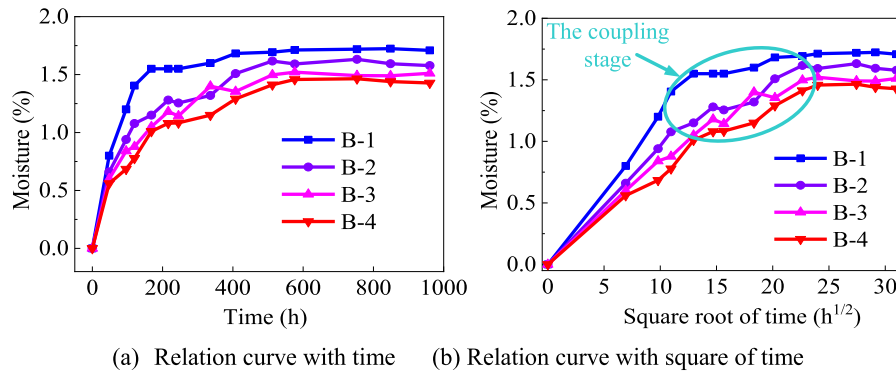 2.0
1.5
1.0
0.5
0.0
Moisture (%)
B-1
B-2
B-3
B-4
0 200 400 600 800 1000
Time (h)
(a) Relation curve with time
2.0
1.5
1.0
0.5
0.0
Moisture (%)
The coupling
stage
B-1
B-2
B-3
B-4
0 5 10 15 20 25 30
Square root of time (h^1/2)
(b) Relation curve with square of time